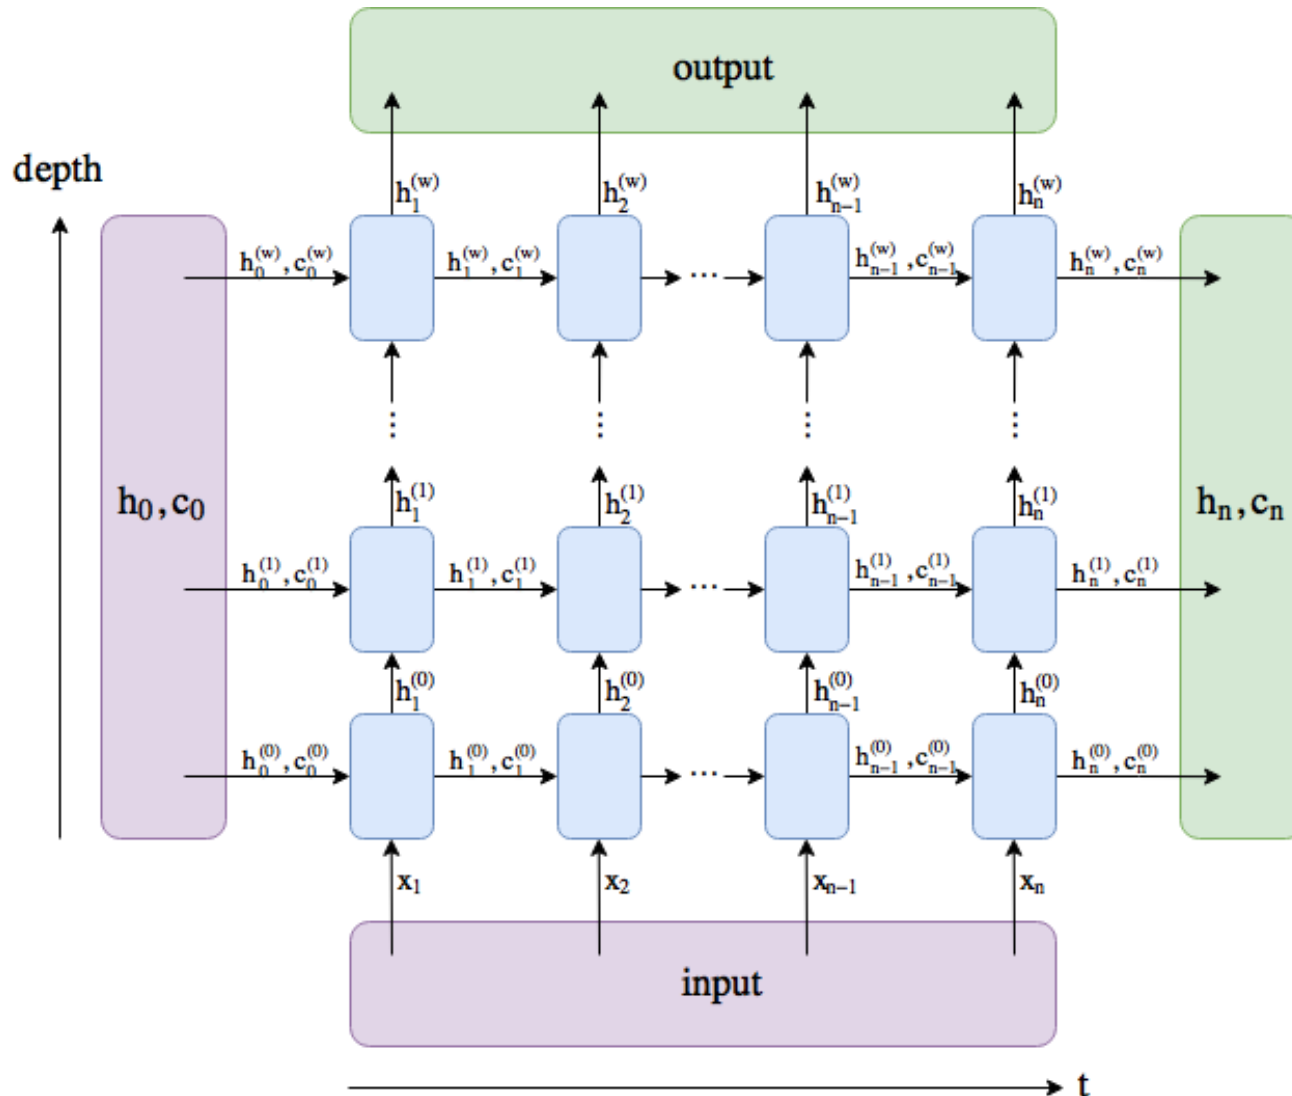 output
depth
h₁⁽ʷ⁾ h₂⁽ʷ⁾ hₙ₋₁⁽ʷ⁾ hₙ⁽ʷ⁾
h₀⁽ʷ⁾, c₀⁽ʷ⁾ h₁⁽ʷ⁾, c₁⁽ʷ⁾ ... hₙ₋₁⁽ʷ⁾, cₙ₋₁⁽ʷ⁾ hₙ⁽ʷ⁾, cₙ⁽ʷ⁾
⋮ ⋮ ⋮ ⋮
h₀, c₀ h₁⁽¹⁾ h₂⁽¹⁾ hₙ₋₁⁽¹⁾ hₙ⁽¹⁾ hₙ, cₙ
h₀⁽¹⁾, c₀⁽¹⁾ h₁⁽¹⁾, c₁⁽¹⁾ ... hₙ₋₁⁽¹⁾, cₙ₋₁⁽¹⁾ hₙ⁽¹⁾, cₙ⁽¹⁾
h₁⁽⁰⁾ h₂⁽⁰⁾ hₙ₋₁⁽⁰⁾ hₙ⁽⁰⁾
h₀⁽⁰⁾, c₀⁽⁰⁾ h₁⁽⁰⁾, c₁⁽⁰⁾ ... hₙ₋₁⁽⁰⁾, cₙ₋₁⁽⁰⁾ hₙ⁽⁰⁾, cₙ⁽⁰⁾
x₁ x₂ xₙ₋₁ xₙ
input
t